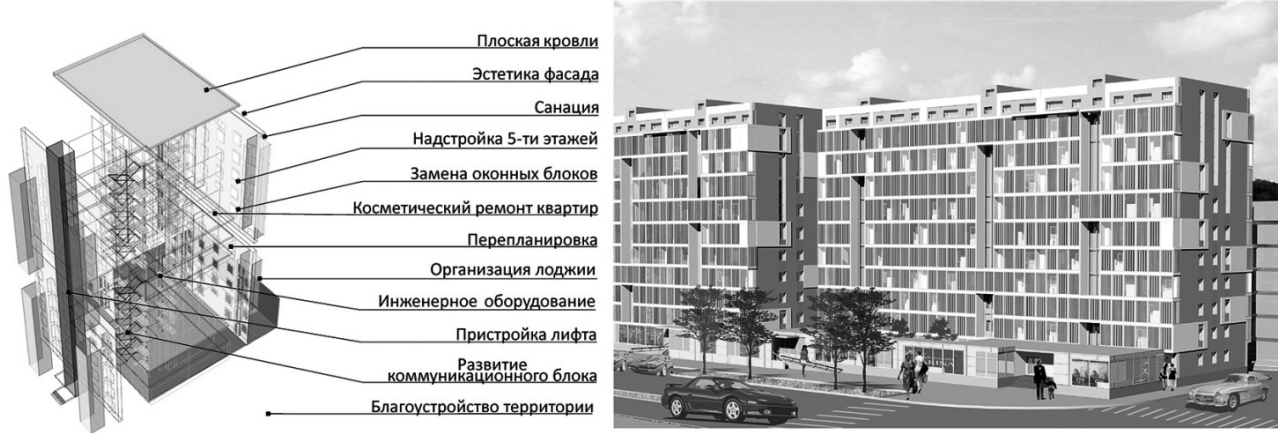 Плоская кровли
Эстетика фасада
Санация
Надстройка 5-ти этажей
Замена оконных блоков
Косметический ремонт квартир
Перепланировка
Организация лоджии
Инженерное оборудование
Пристройка лифта
Развитие
коммуникационного блока
Благоустройство территории